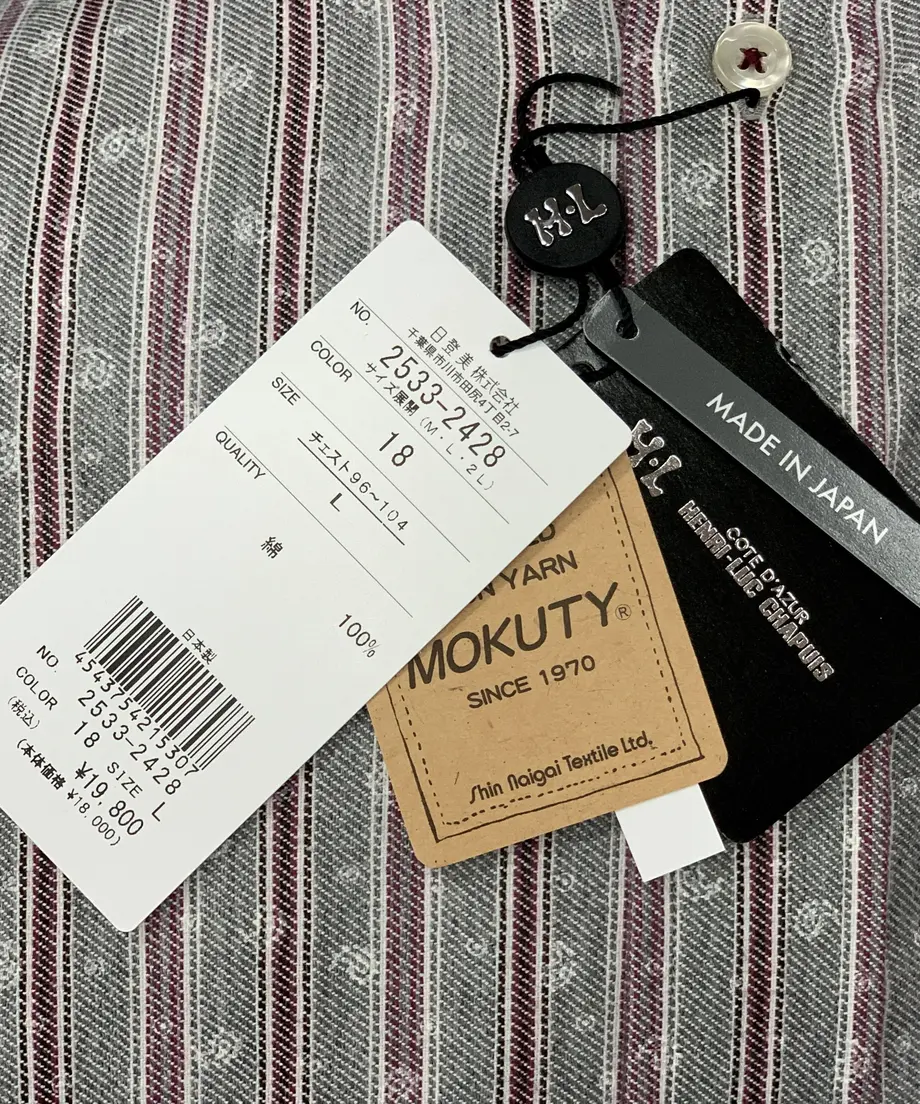 H・L
日登美 株式会社
千葉県市川市田尻4丁目2-7
NO. 2533-2428
サイズ展開 (M・L・2L)
COLOR 18
SIZE チェスト96~104
L
QUALITY
綿 100%
日本製
4543754215307
NO. 2533-2428
COLOR 18 SIZE L
(税込) ¥19,800
(本体価格 ¥18,000)
MADE IN JAPAN
H・L
COTE D'AZUR
HENRI-LUC CHAPUIS
YARN
MOKUTY®
SINCE 1970
Shin Naigai Textile Ltd.